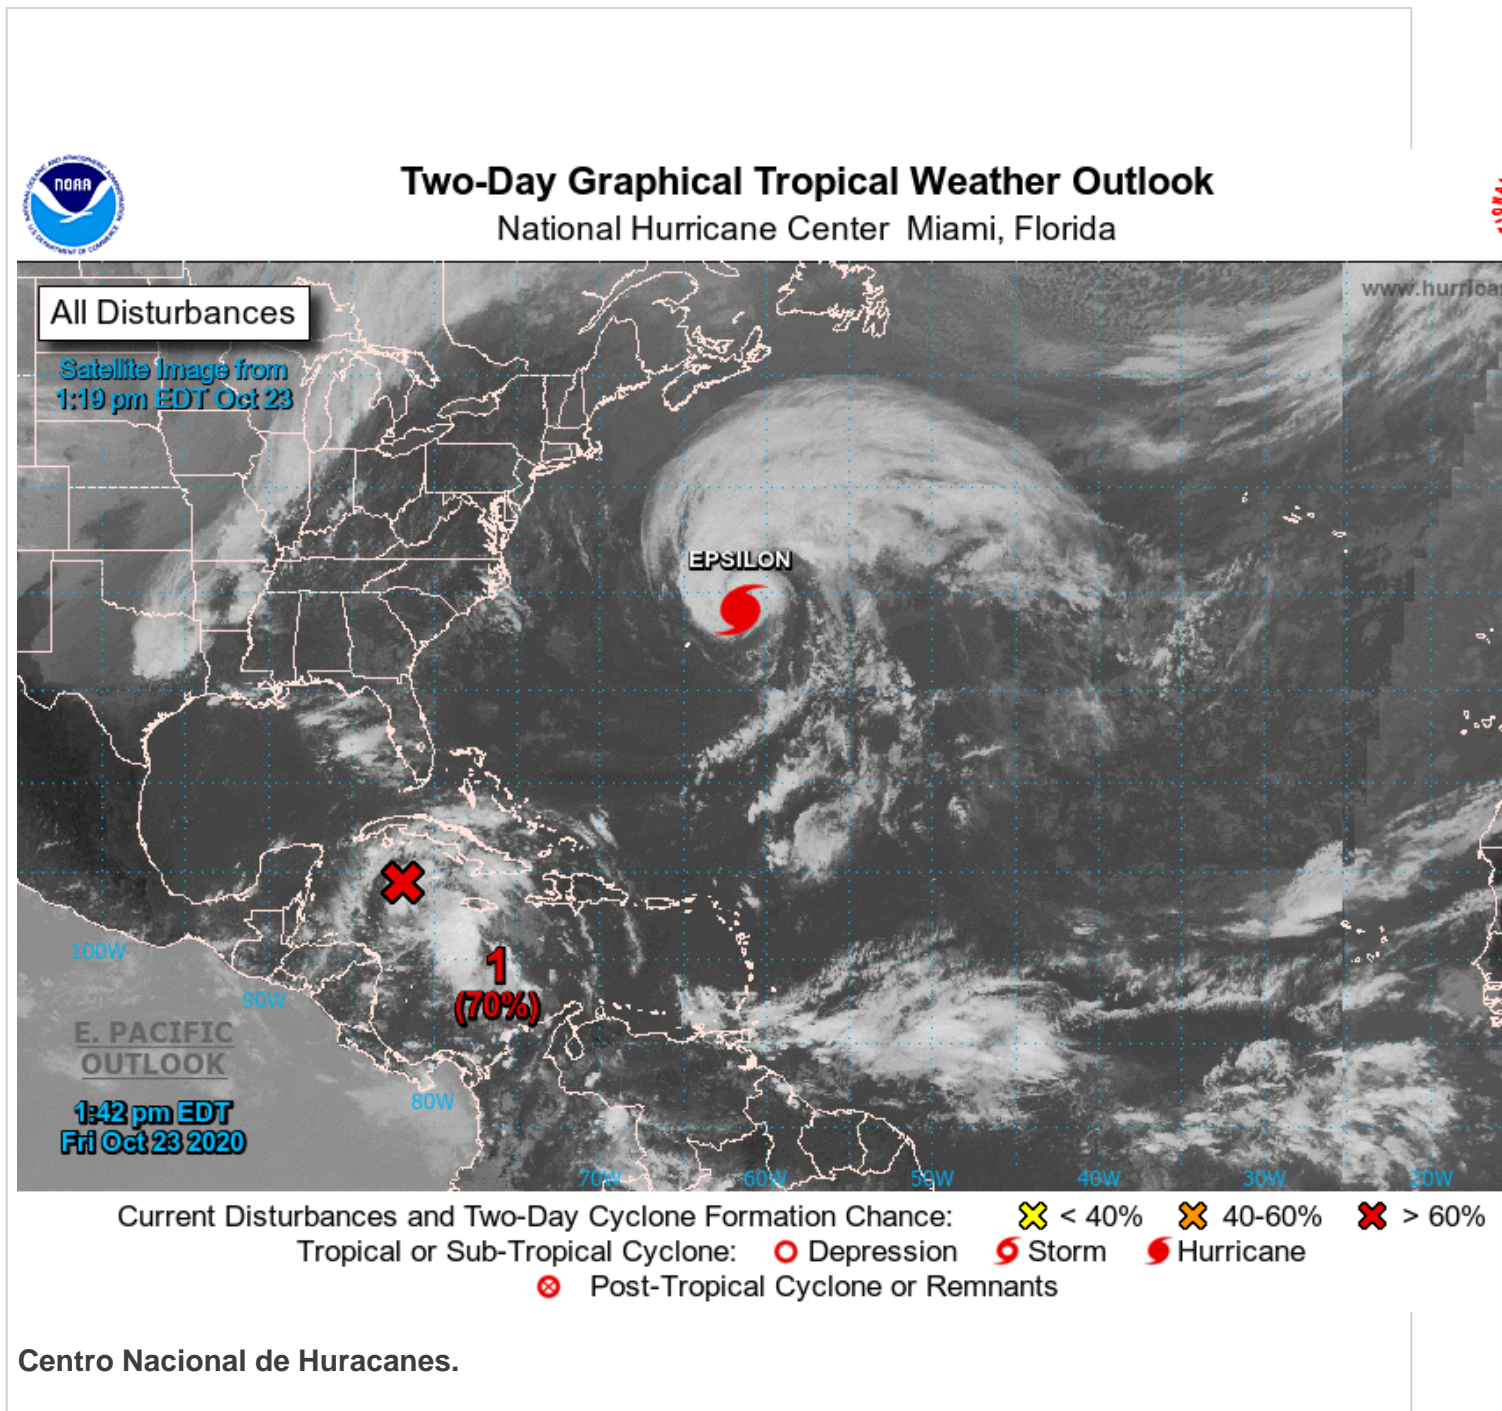 NOAA
Two-Day Graphical Tropical Weather Outlook
National Hurricane Center Miami, Florida
All Disturbances
www.hurrica
Satellite Image from
1:19 pm EDT Oct 23
EPSILON
1
(70%)
100W
90W
E. PACIFIC
OUTLOOK
80W
1:42 pm EDT
Fri Oct 23 2020
70W 60W 50W 40W 30W 20W
Current Disturbances and Two-Day Cyclone Formation Chance: < 40% 40-60% > 60%
Tropical or Sub-Tropical Cyclone: Depression Storm Hurricane
Post-Tropical Cyclone or Remnants
Centro Nacional de Huracanes.